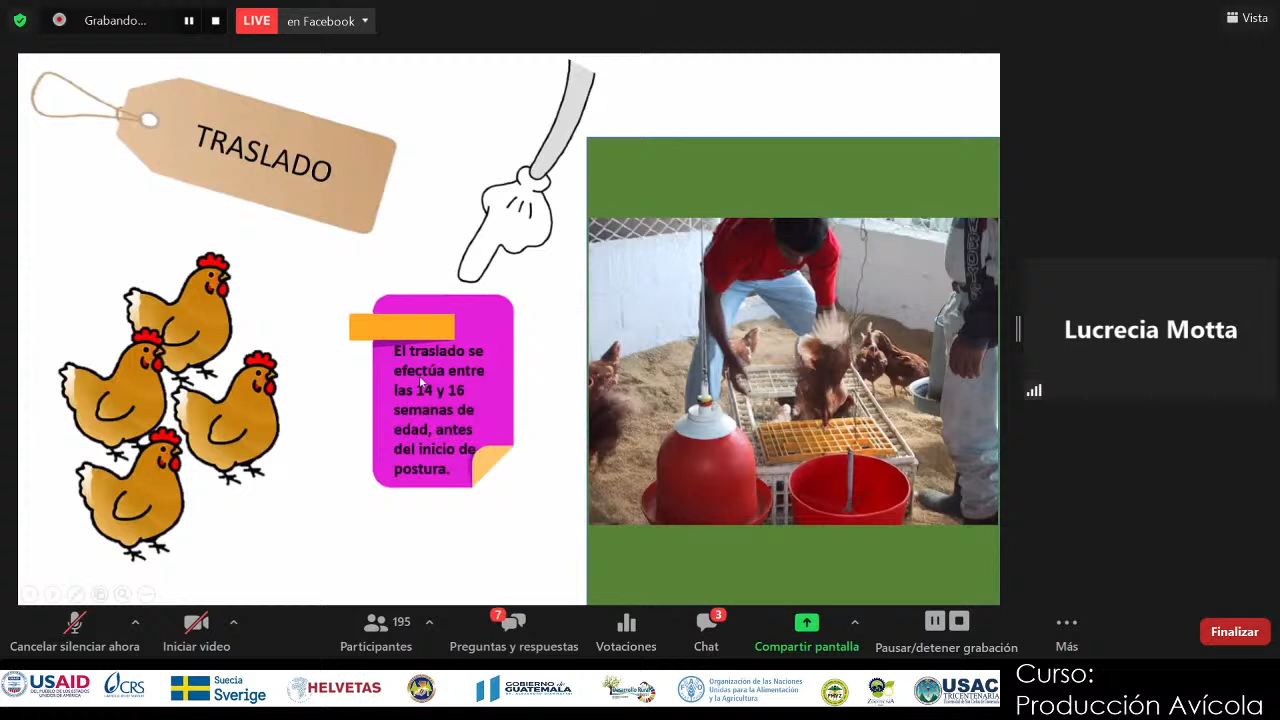 Grabando...
LIVE
en Facebook
Vista
TRASLADO
El traslado se
efectúa entre
las 14 y 16
semanas de
edad, antes
del inicio de
postura.
Lucrecia Motta
195
7
3
Cancelar silenciar ahora
Iniciar video
Participantes
Preguntas y respuestas
Votaciones
Chat
Compartir pantalla
Pausar/detener grabación
Más
Finalizar
USAID
DEL PUEBLO DE LOS ESTADOS
UNIDOS DE AMÉRICA
CRS
Suecia
Sverige
HELVETAS
GOBIERNO de
GUATEMALA
Desarrollo Rural
FAO
Organización de las Naciones
Unidas para la Alimentación
y la Agricultura
USAC
TRICENTENARIA
Universidad de San Carlos de Guatemala
Curso:
Producción Avícola